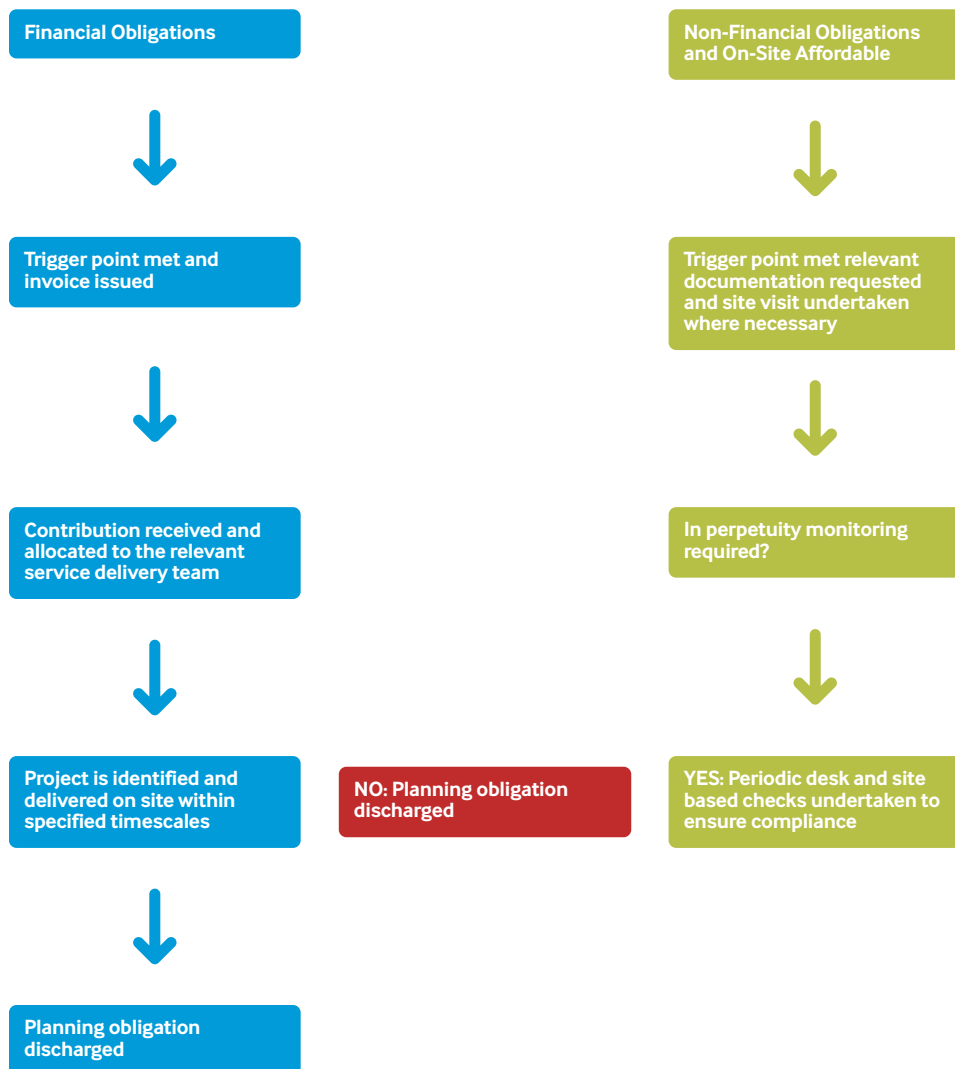 Financial Obligations
Trigger point met and
invoice issued
Contribution received and
allocated to the relevant
service delivery team
Project is identified and
delivered on site within
specified timescales
Planning obligation
discharged
NO: Planning obligation
discharged
Non-Financial Obligations
and On-Site Affordable
Trigger point met relevant
documentation requested
and site visit undertaken
where necessary
In perpetuity monitoring
required?
YES: Periodic desk and site
based checks undertaken to
ensure compliance